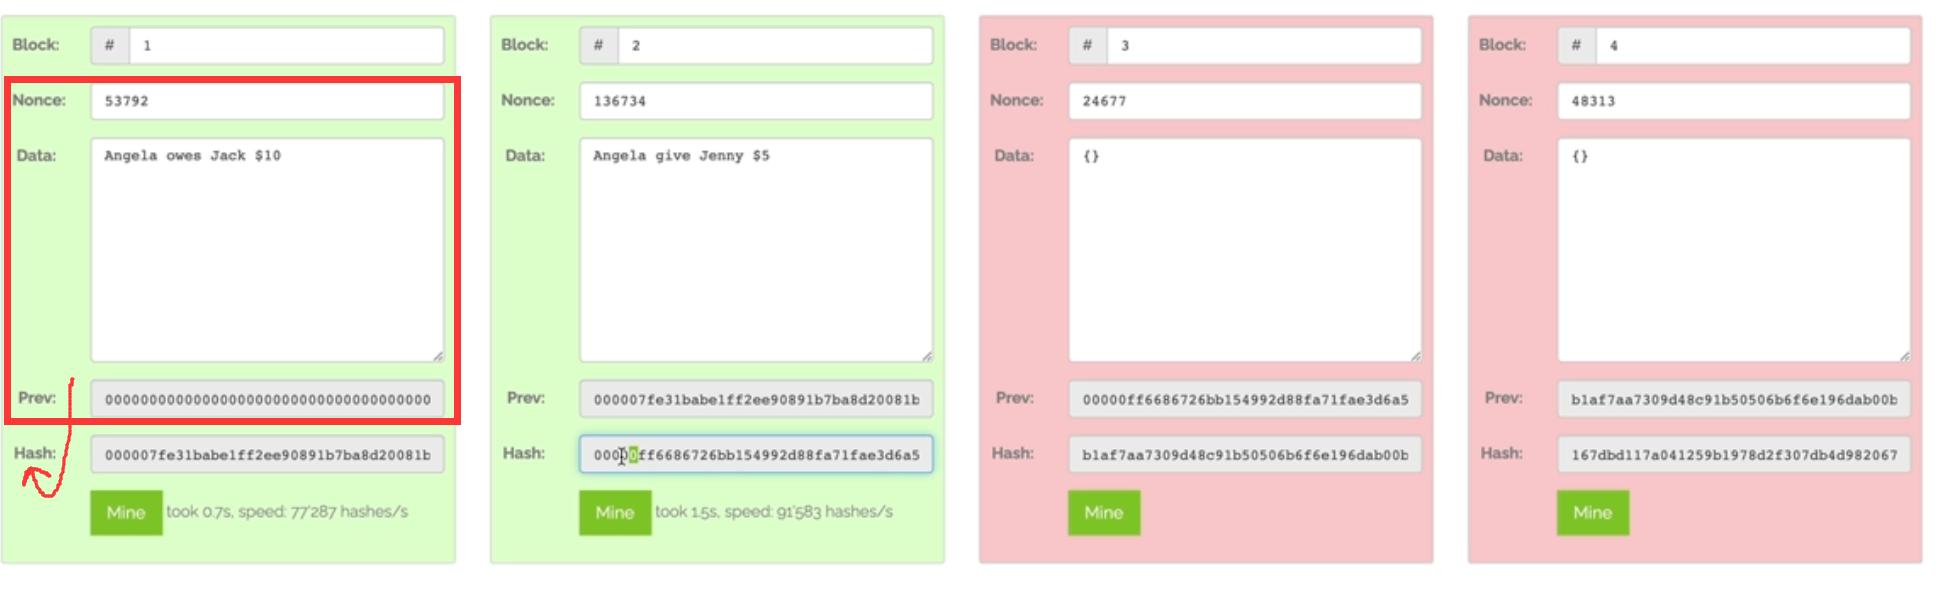 Block: # 1
Nonce: 53792
Data: Angela owes Jack $10
Prev: 0000000000000000000000000000000000000
Hash: 000007fe31babe1ff2ee90891b7ba8d20081b
Mine took 0.7s, speed: 77'287 hashes/s
Block: # 2
Nonce: 136734
Data: Angela give Jenny $5
Prev: 000007fe31babe1ff2ee90891b7ba8d20081b
Hash: 00000ff6686726bb154992d88fa71fae3d6a5
Mine took 1.5s, speed: 91'583 hashes/s
Block: # 3
Nonce: 24677
Data: {}
Prev: 00000ff6686726bb154992d88fa71fae3d6a5
Hash: b1af7aa7309d48c91b50506b6f6e196dab00b
Mine
Block: # 4
Nonce: 48313
Data: {}
Prev: b1af7aa7309d48c91b50506b6f6e196dab00b
Hash: 167dbd117a041259b1978d2f307db4d982067
Mine